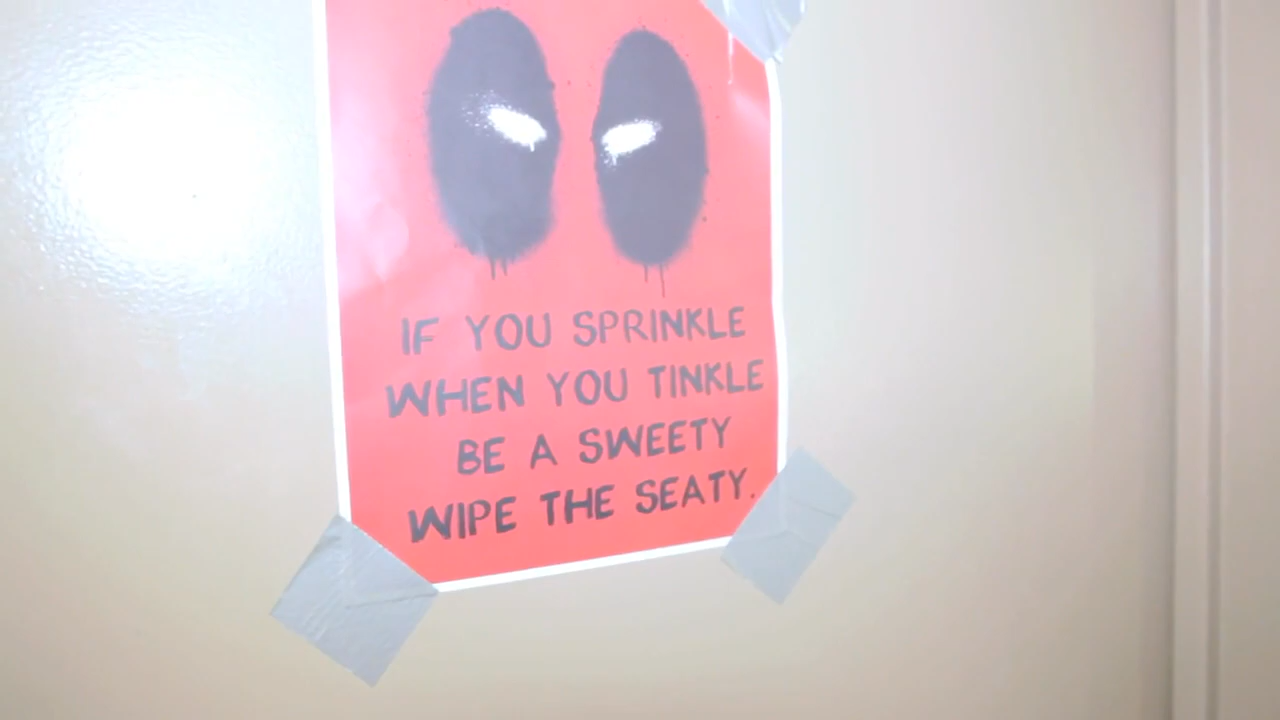 IF YOU SPRINKLE
WHEN YOU TINKLE
BE A SWEETY
WIPE THE SEATY.